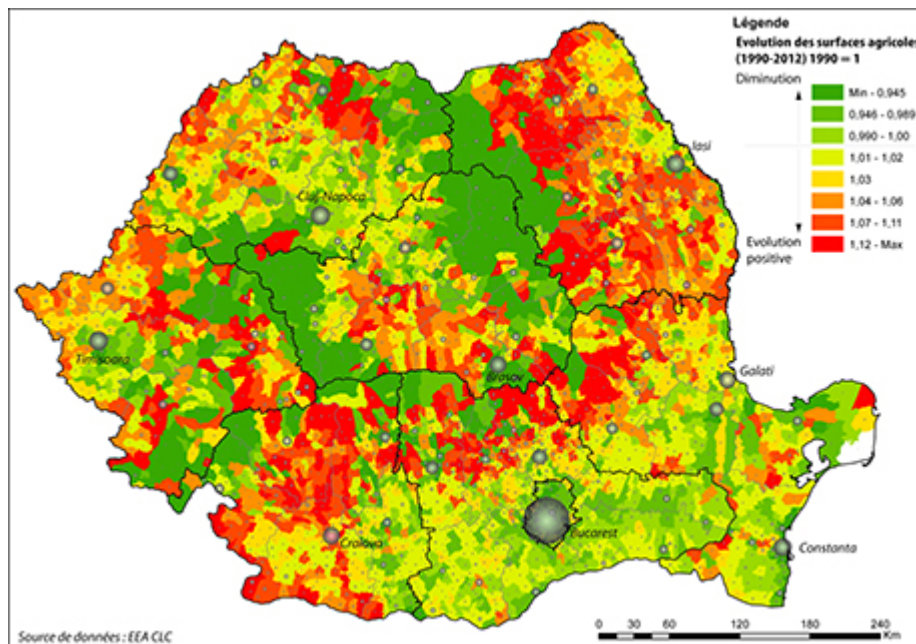 Légende
Evolution des surfaces agricoles
(1990-2012) 1990 = 1
Diminution
Min - 0,945
0,946 - 0,989
0,990 - 1,00
1,01 - 1,02
1,03
1,04 - 1,06
1,07 - 1,11
1,12 - Max
Evolution
positive
Iasi
Cluj-Napoca
Timisoara
Brasov
Galati
Craiova
Bucarest
Constanta
Source de données : EEA CLC
0 30 60 120 180 240
Km